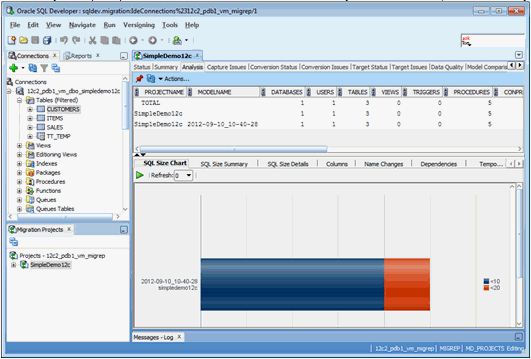 Oracle SQL Developer : sqldev.migration3deConnections%2312c2_pdb1_vm_migrep/1
File Edit View Navigate Run Versioning Tools Help
Connections X
Reports X
Connections
12c2_pdb1_vm_dbo_simpledemo12c
Tables (Filtered)
CUSTOMERS
ITEMS
SALES
TT_TEMP
Views
Editioning Views
Indexes
Packages
Procedures
Functions
Queues
Queues Tables
Migration Projects X
Projects - 12c2_pdb1_vm_migrep
SimpleDemo12c
SimpleDemo12c X
Status Summary Analysis Capture Issues Conversion Status Conversion Issues Target Status Target Issues Data Quality Model Comparis
Actions...
PROJECTNAME MODELNAME DATABASES USERS TABLES VIEWS TRIGGERS PROCEDURES CONPR
TOTAL 1 1 3 0 0 5
SimpleDemo12c 1 1 3 0 0 5
SimpleDemo12c 2012-09-10_10-40-28 1 1 3 0 0 5
SQL Size Chart SQL Size Summary SQL Size Details Columns Name Changes Dependencies Tempo...
Refresh: 0
2012-09-10_10-40-28
simpledemo12c
<10
<20
Messages - Log X
12c2_pdb1_vm_migrep | MIGREP | MD_PROJECTS Editing